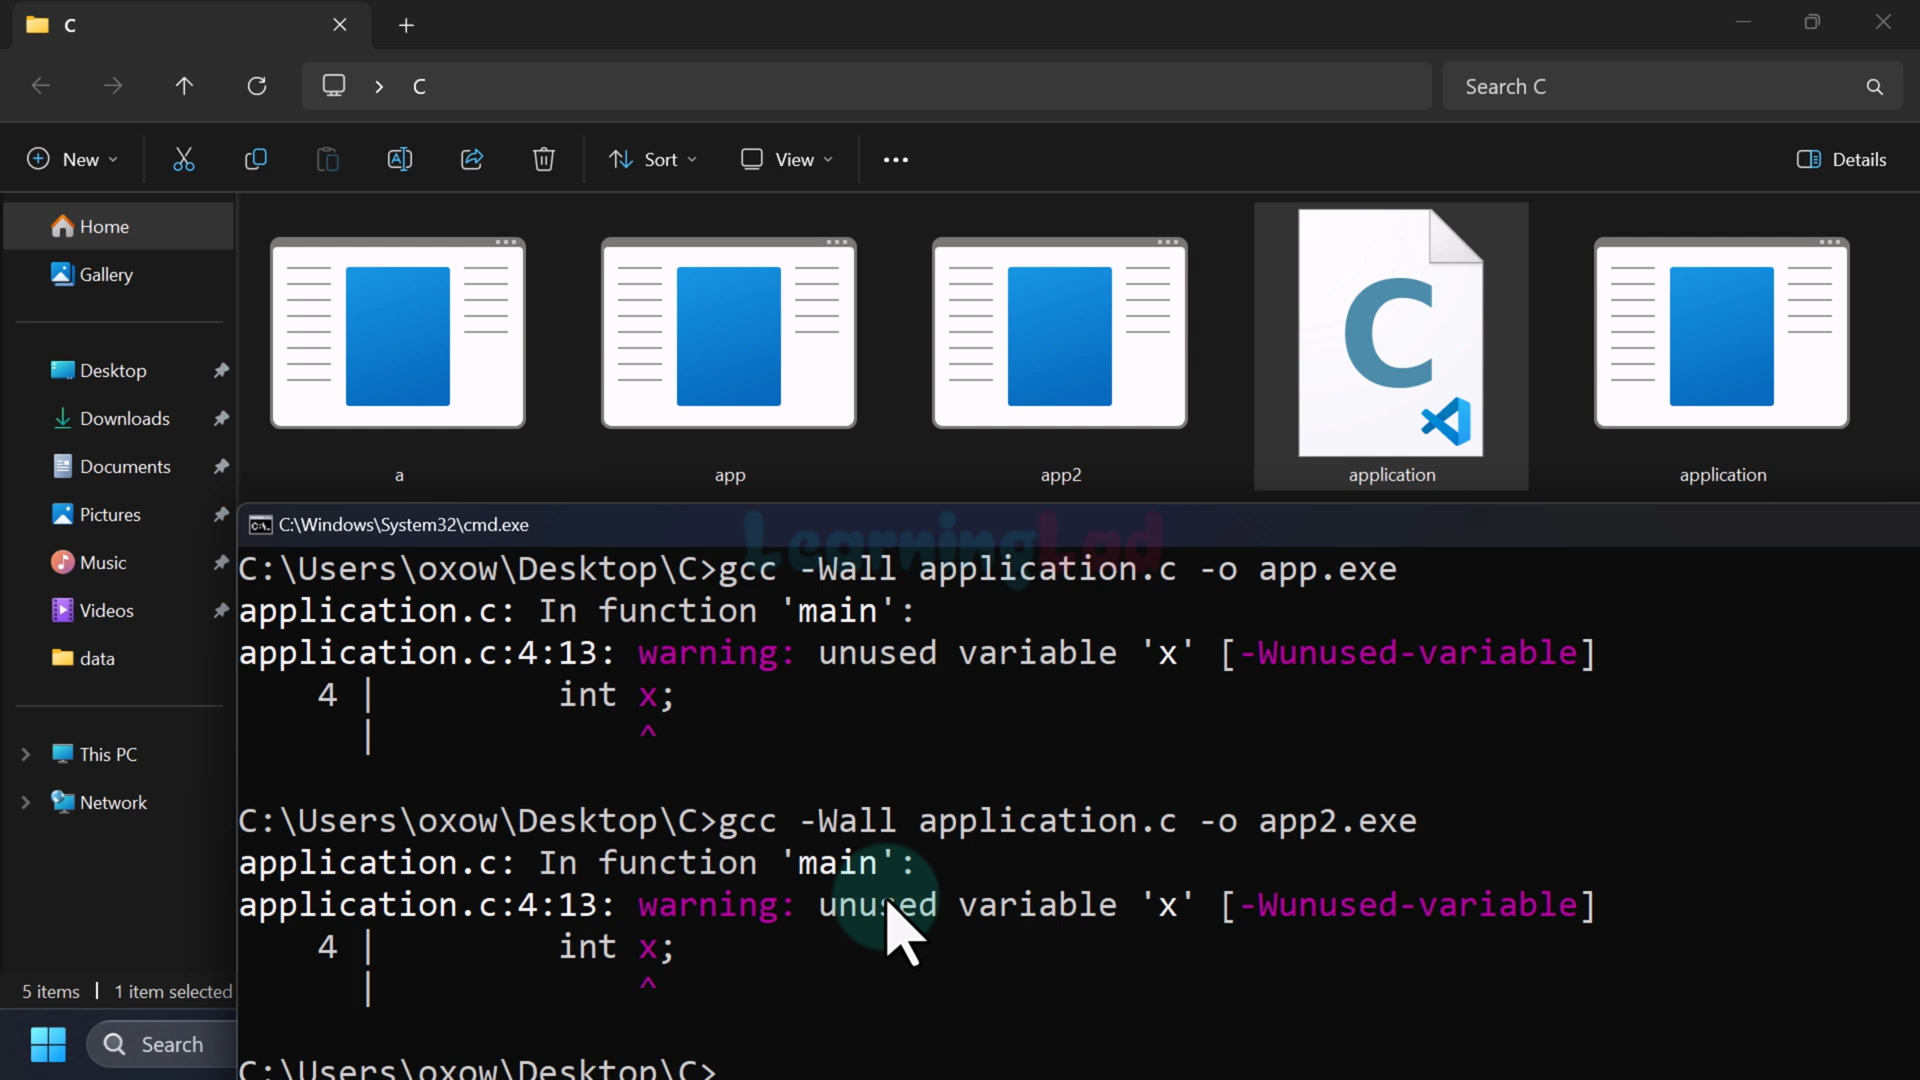 C
C
Search C
New
Sort
View
Details
Home
Gallery
Desktop
Downloads
Documents
Pictures
Music
Videos
data
This PC
Network
a
app
app2
C
application
application
C:\Windows\System32\cmd.exe
LearningLad
C:\Users\oxow\Desktop\C>gcc -Wall application.c -o app.exe
application.c: In function 'main':
application.c:4:13: warning: unused variable 'x' [-Wunused-variable]
4 | int x;
| ^
C:\Users\oxow\Desktop\C>gcc -Wall application.c -o app2.exe
application.c: In function 'main':
application.c:4:13: warning: unused variable 'x' [-Wunused-variable]
4 | int x;
| ^
C:\Users\oxow\Desktop\C>
5 items | 1 item selected
Search